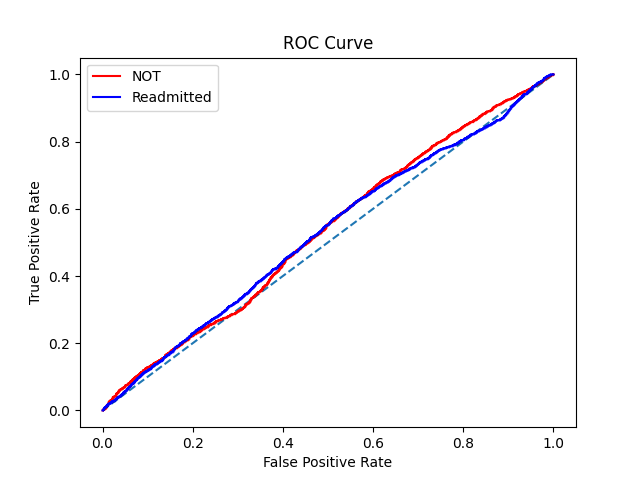 ROC Curve
NOT
Readmitted
True Positive Rate
1.0
0.8
0.6
0.4
0.2
0.0
0.0 0.2 0.4 0.6 0.8 1.0
False Positive Rate